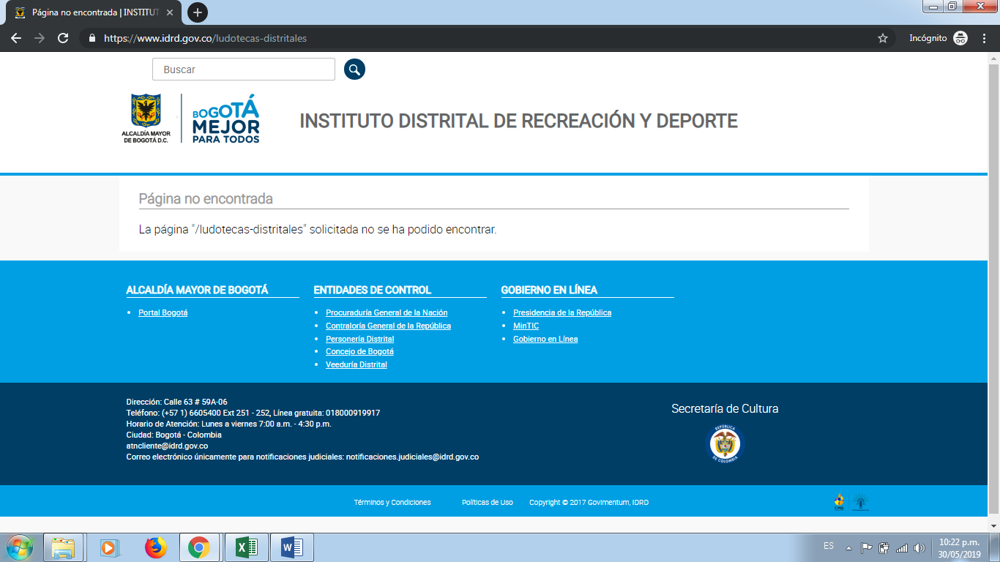 Página no encontrada | INSTITUT
https://www.idrd.gov.co/ludotecas-distritales
Incógnito
Buscar
ALCALDÍA MAYOR
DE BOGOTÁ D.C.
BOGOTÁ
MEJOR
PARA TODOS
INSTITUTO DISTRITAL DE RECREACIÓN Y DEPORTE
Página no encontrada
La página "/ludotecas-distritales" solicitada no se ha podido encontrar.
ALCALDÍA MAYOR DE BOGOTÁ
Portal Bogotá
ENTIDADES DE CONTROL
Procuraduría General de la Nación
Contraloría General de la República
Personería Distrital
Concejo de Bogotá
Veeduría Distrital
GOBIERNO EN LÍNEA
Presidencia de la República
MinTIC
Gobierno en Línea
Dirección: Calle 63 # 59A-06
Teléfono: (+57 1) 6605400 Ext 251 - 252, Línea gratuita: 018000919917
Horario de Atención: Lunes a viernes 7:00 a.m. - 4:30 p.m.
Ciudad: Bogotá - Colombia
atncliente@idrd.gov.co
Correo electrónico únicamente para notificaciones judiciales: notificaciones.judiciales@idrd.gov.co
Secretaría de Cultura
REPÚBLICA
DE COLOMBIA
Términos y Condiciones
Políticas de Uso
Copyright © 2017 Govimentum, IDRD
ES
10:22 p.m.
30/05/2019